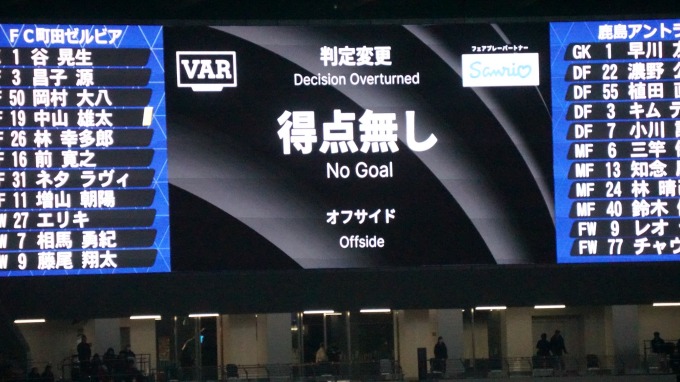 FC町田ゼルビア
1 谷 晃生
3 昌子 源
50 岡村 大八
19 中山 雄太
26 林 幸多郎
16 前 寛之
31 ネタ ラヴィ
11 増山 朝陽
27 エリキ
7 相馬 勇紀
9 藤尾 翔太
VAR
判定変更
Decision Overturned
得点無し
No Goal
オフサイド
Offside
フェアプレーパートナー
Sanrio
鹿島アントラ
GK 1 早川
DF 22 濃野
DF 55 植田
DF 3 キム
DF 7 小川
MF 6 三竿
MF 13 知念
MF 24 林
MF 40 鈴木
FW 9 レオ
FW 77 チャヴ